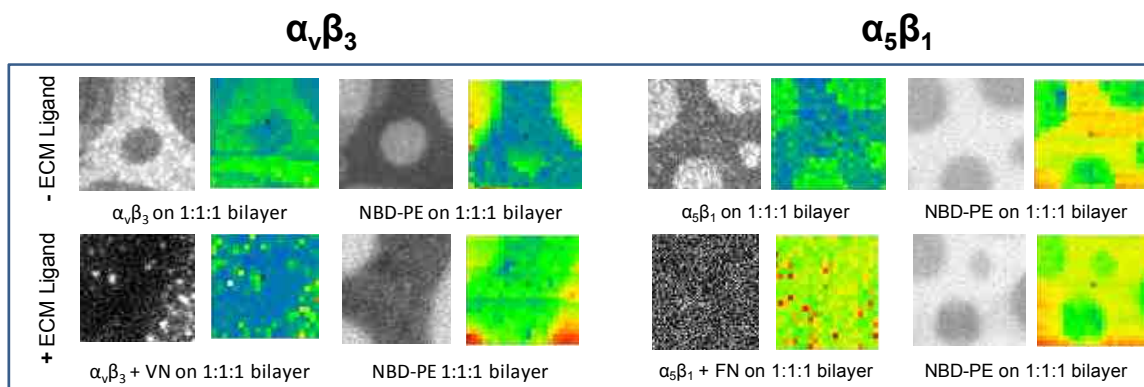 αvβ3 α5β1
- ECM Ligand
αvβ3 on 1:1:1 bilayer NBD-PE on 1:1:1 bilayer α5β1 on 1:1:1 bilayer NBD-PE on 1:1:1 bilayer
+ ECM Ligand
αvβ3 + VN on 1:1:1 bilayer NBD-PE 1:1:1 bilayer α5β1 + FN on 1:1:1 bilayer NBD-PE on 1:1:1 bilayer